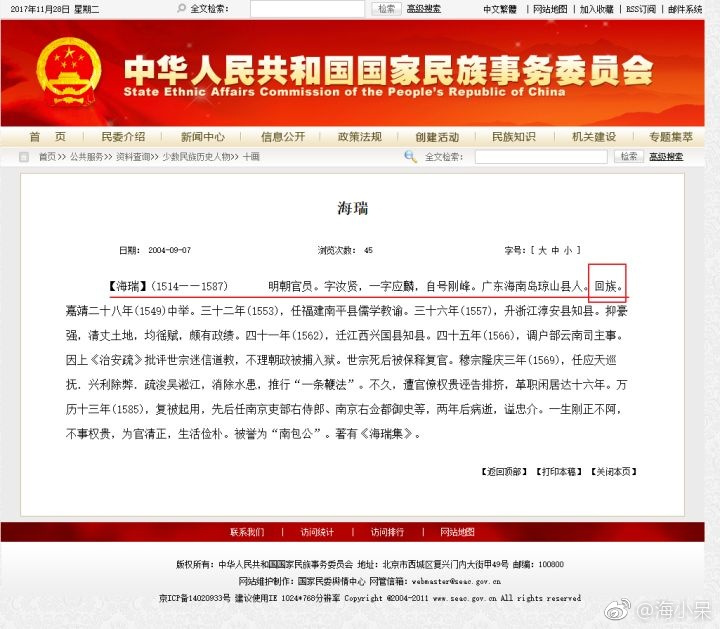 2017年11月28日 星期二 全文检索： 检索 高级搜索 中文繁體 | 网站地图 | 加入收藏 | RSS订阅 | 邮件系统
中华人民共和国国家民族事务委员会
State Ethnic Affairs Commission of the People's Republic of China
首 页 民委介绍 新闻中心 信息公开 政策法规 创建活动 民族知识 机关建设 专题集萃
首页>> 公共服务>> 资料查询>> 少数民族历史人物>> 十画 全文检索： 检索 高级搜索
海瑞
日期： 2004-09-07 浏览次数： 45 字号：[ 大 中 小 ]
【海瑞】(1514——1587) 明朝官员。字汝贤，一字应麟，自号刚峰。广东海南岛琼山县人。回族。
嘉靖二十八年(1549)中举。三十二年(1553)，任福建南平县儒学教谕。三十六年(1557)，升浙江淳安县知县。抑豪
强，清丈土地，均徭赋，颇有政绩。四十一年(1562)，迁江西兴国县知县。四十五年(1566)，调户部云南司主事。
因上《治安疏》批评世宗迷信道教，不理朝政被捕入狱。世宗死后被保释复官。穆宗隆庆三年(1569)，任应天巡
抚．兴利除弊．疏浚吴淞江，消除水患，推行“一条鞭法”。不久，遭官僚权贵诬告排挤，革职闲居达十六年。万
历十三年(1585)，复被起用，先后任南京吏部右侍郎、南京右佥都御史等，两年后病逝，谥忠介。一生刚正不阿，
不事权贵，为官清正，生活俭朴。被誉为“南包公”。著有《海瑞集》。
【返回顶部】 【打印本稿】 【关闭本页】
联系我们 | 访问统计 | 访问排行 | 网站地图
版权所有：中华人民共和国国家民族事务委员会 地址：北京市西城区复兴门内大街甲49号 邮编：100800
网站维护制作：国家民委舆情中心 网管信箱：webmaster@seac.gov.cn
京ICP备14020933号 建议使用IE 1024*768分辨率 Copyright @2004-2011 www.seac.gov.cn All rights reserved
@海小呆